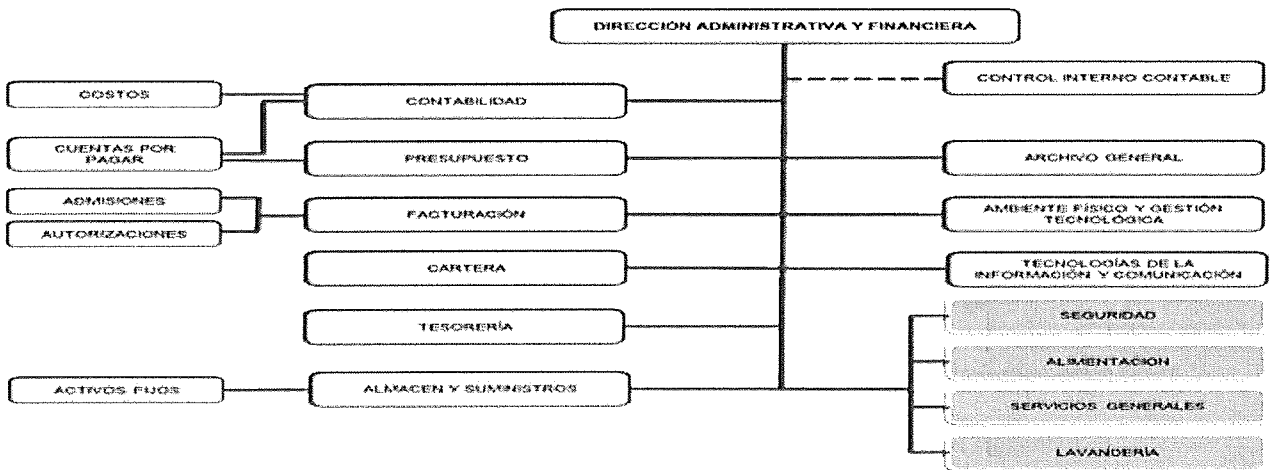 DIRECCIÓN ADMINISTRATIVA Y FINANCIERA
CONTROL INTERNO CONTABLE
COSTOS
CONTABILIDAD
CUENTAS POR
PAGAR
PRESUPUESTO
ARCHIVO GENERAL
ADMISIONES
AUTORIZACIONES
FACTURACIÓN
AMBIENTE FÍSICO Y GESTIÓN
TECNOLÓGICA
CARTERA
TECNOLOGÍAS DE LA
INFORMACIÓN Y COMUNICACIÓN
TESORERÍA
SEGURIDAD
ALIMENTACION
ACTIVOS FIJOS
ALMACEN Y SUMINISTROS
SERVICIOS GENERALES
LAVANDERÍA